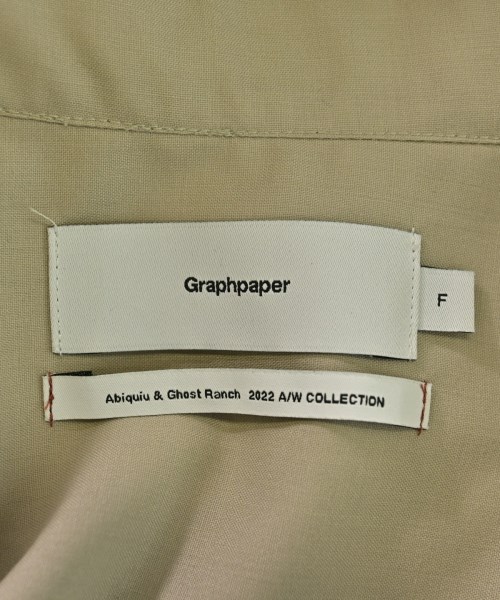 Graphpaper
F
Abiquiu & Ghost Ranch 2022 A/W COLLECTION